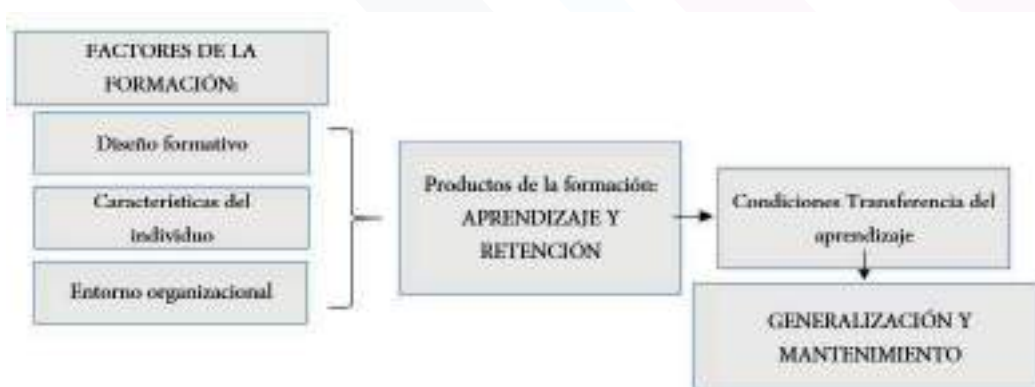 FACTORES DE LA
FORMACIÓN:
Diseño formativo
Características del
individuo
Entorno organizacional
Productos de la formación:
APRENDIZAJE Y
RETENCIÓN
Condiciones Transferencia del
aprendizaje
GENERALIZACIÓN Y
MANTENIMIENTO